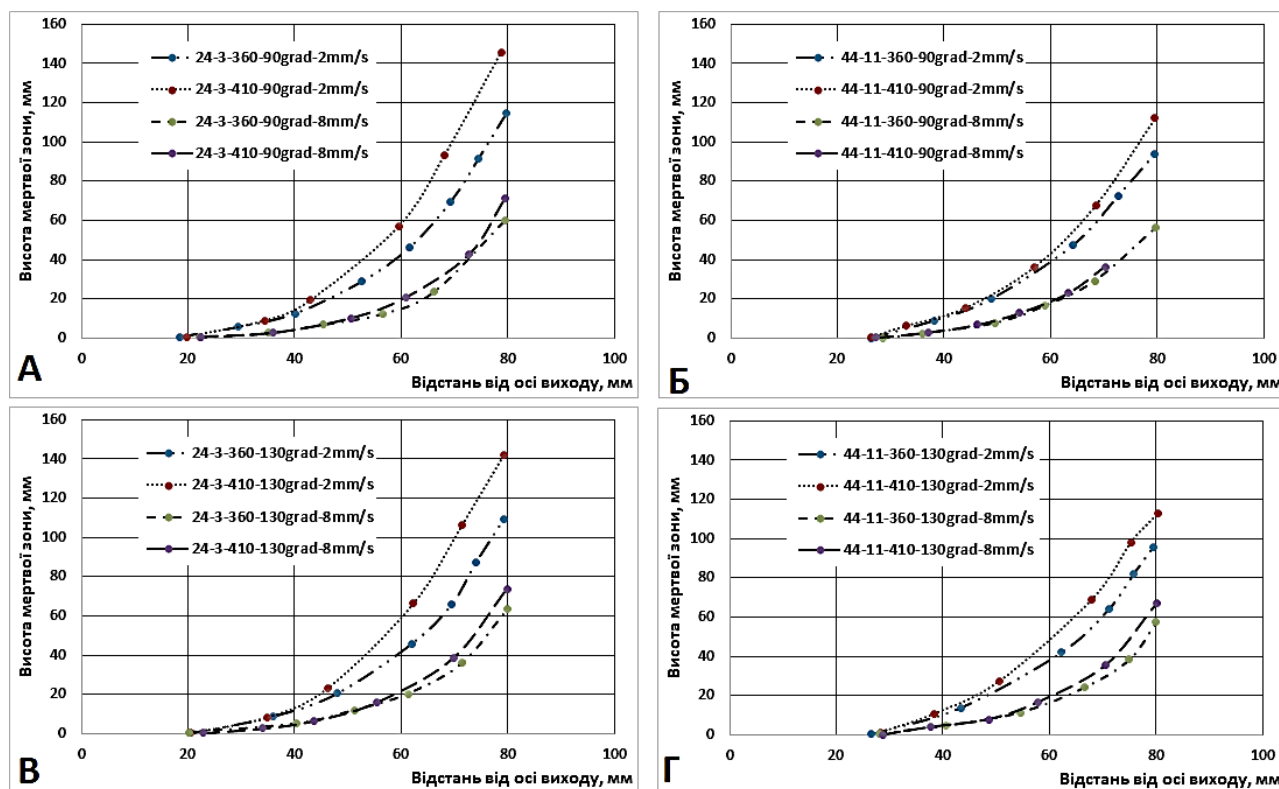 160
140
120
100
80
60
40
20
0
Висота мертвої зони, мм
24-3-360-90grad-2mm/s
24-3-410-90grad-2mm/s
24-3-360-90grad-8mm/s
24-3-410-90grad-8mm/s
0 20 40 60 80 100
Відстань від осі виходу, мм
А
160
140
120
100
80
60
40
20
0
Висота мертвої зони, мм
44-11-360-90grad-2mm/s
44-11-410-90grad-2mm/s
44-11-360-90grad-8mm/s
44-11-410-90grad-8mm/s
0 20 40 60 80 100
Відстань від осі виходу, мм
Б
160
140
120
100
80
60
40
20
0
Висота мертвої зони, мм
24-3-360-130grad-2mm/s
24-3-410-130grad-2mm/s
24-3-360-130grad-8mm/s
24-3-410-130grad-8mm/s
0 20 40 60 80 100
Відстань від осі виходу, мм
В
160
140
120
100
80
60
40
20
0
Висота мертвої зони, мм
44-11-360-130grad-2mm/s
44-11-410-130grad-2mm/s
44-11-360-130grad-8mm/s
44-11-410-130grad-8mm/s
0 20 40 60 80 100
Відстань від осі виходу, мм
Г